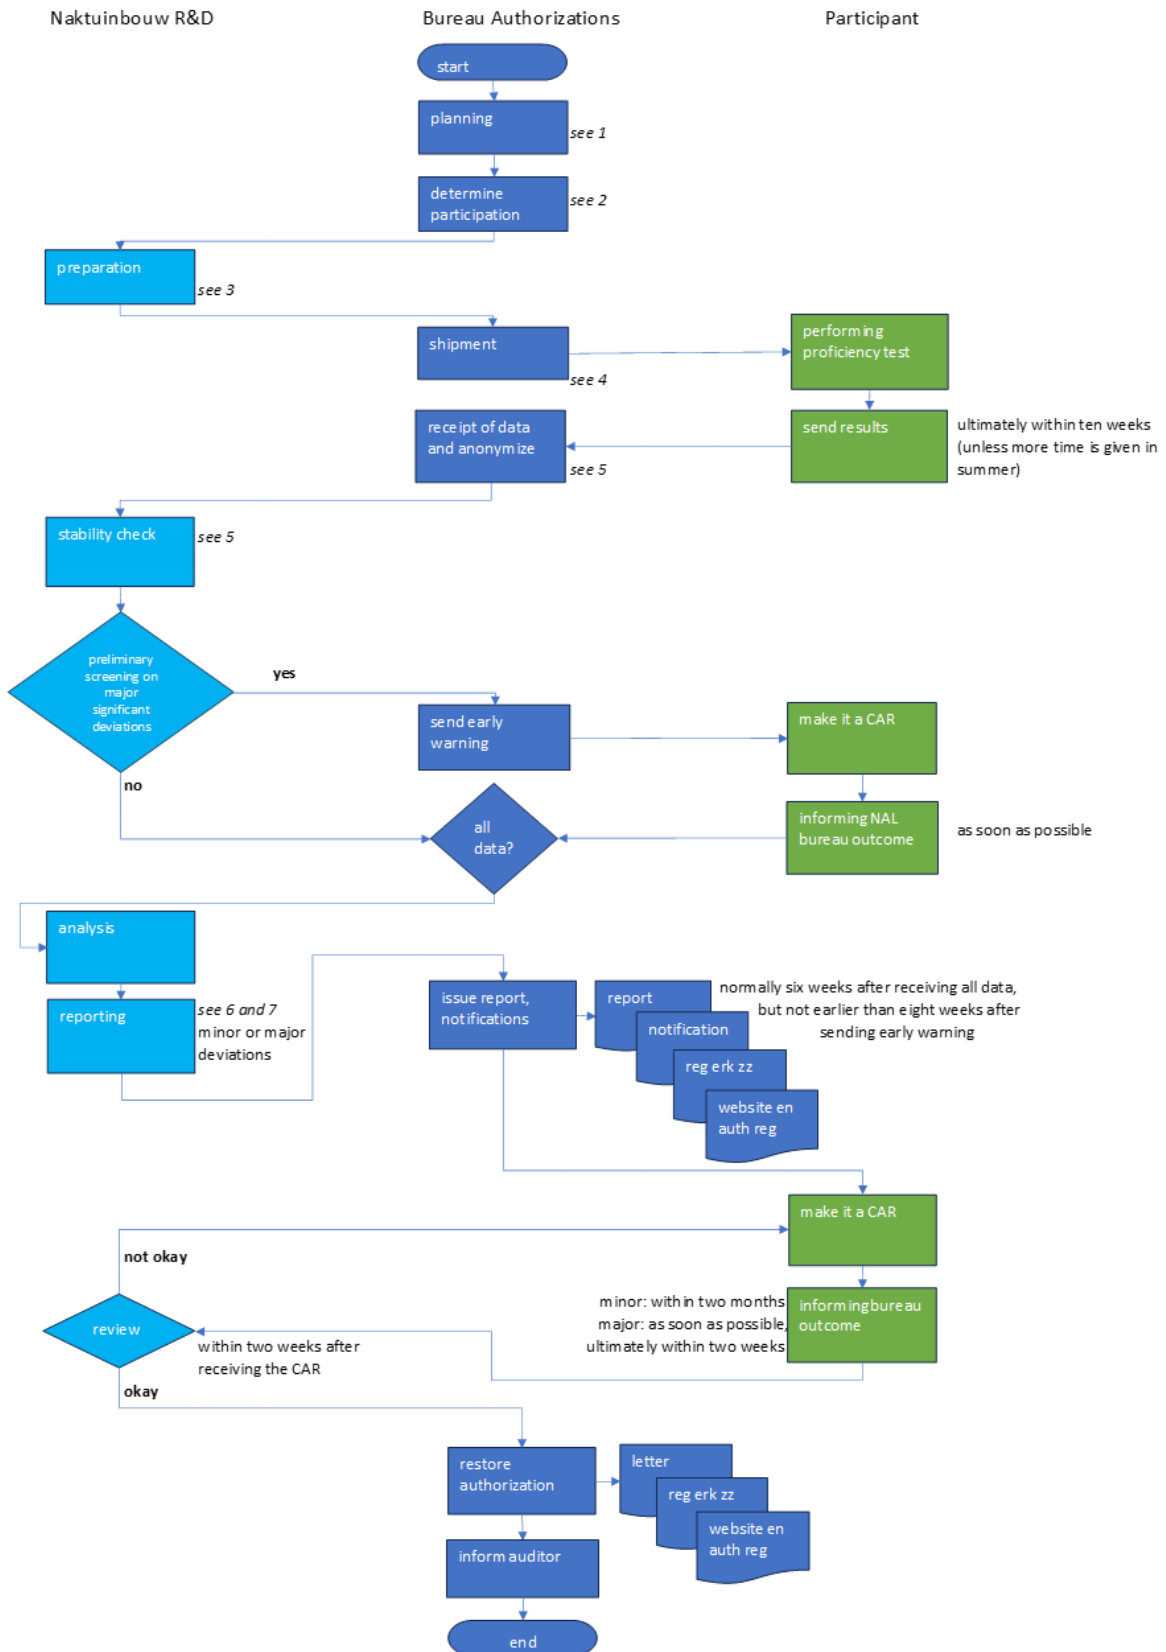 Naktuinbouw R&D
Bureau Authorizations
Participant
start
planning
see 1
determine
participation
see 2
preparation
see 3
shipment
see 4
performing
proficiency test
receipt of data
and anonymize
see 5
send results
ultimately within ten weeks
(unless more time is given in
summer)
stability check
see 5
preliminary
screening on
major
significant
deviations
yes
no
send early
warning
make it a CAR
all
data?
informing NAL
bureau outcome
as soon as possible
analysis
reporting
see 6 and 7
minor or major
deviations
issue report,
notifications
report
notification
reg erk zz
website en
auth reg
normally six weeks after receiving all data,
but not earlier than eight weeks after
sending early warning
make it a CAR
not okay
minor: within two months
major: as soon as possible,
ultimately within two weeks
informing bureau
outcome
review
within two weeks after
receiving the CAR
okay
restore
authorization
letter
reg erk zz
website en
auth reg
inform auditor
end